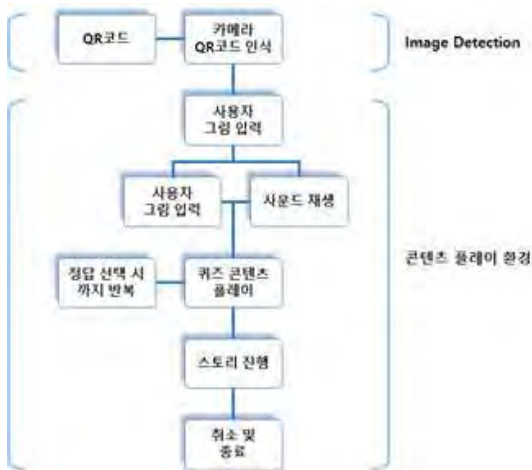 QR코드
카메라
QR코드 인식
Image Detection
사용자
그림 입력
사용자
그림 입력
사운드 재생
정답 선택 시
까지 반복
퀴즈 콘텐츠
플레이
콘텐츠 플레이 환경
스토리 진행
취소 및
종료